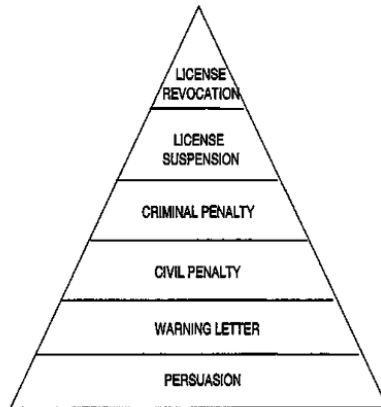 LICENSE
REVOCATION
LICENSE
SUSPENSION
CRIMINAL PENALTY
CIVIL PENALTY
WARNING LETTER
PERSUASION